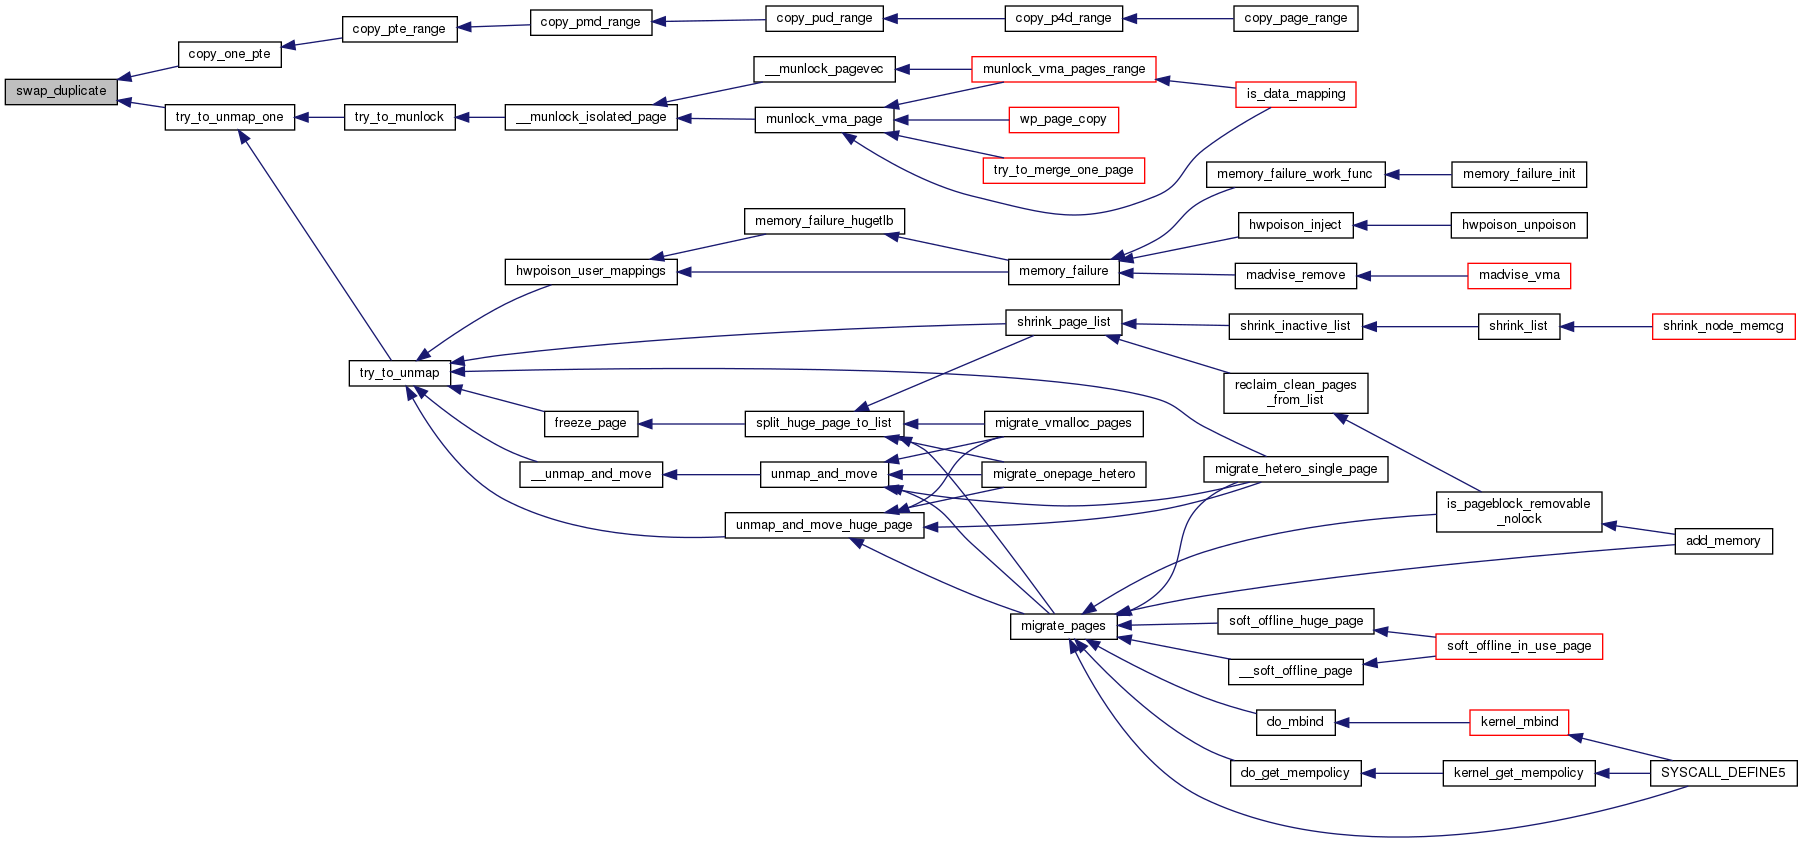 swap_duplicate
copy_one_pte
copy_pte_range
copy_pmd_range
copy_pud_range
copy_p4d_range
copy_page_range
try_to_unmap_one
try_to_munlock
__munlock_isolated_page
__munlock_pagevec
munlock_vma_pages_range
is_data_mapping
munlock_vma_page
wp_page_copy
try_to_merge_one_page
memory_failure_work_func
memory_failure_init
memory_failure_hugetlb
hwpoison_inject
hwpoison_unpoison
hwpoison_user_mappings
memory_failure
madvise_remove
madvise_vma
shrink_page_list
shrink_inactive_list
shrink_list
shrink_node_memcg
try_to_unmap
reclaim_clean_pages
_from_list
freeze_page
split_huge_page_to_list
migrate_vmalloc_pages
__unmap_and_move
unmap_and_move
migrate_onepage_hetero
migrate_hetero_single_page
unmap_and_move_huge_page
is_pageblock_removable
_nolock
add_memory
migrate_pages
soft_offline_huge_page
soft_offline_in_use_page
__soft_offline_page
do_mbind
kernel_mbind
do_get_mempolicy
kernel_get_mempolicy
SYSCALL_DEFINE5